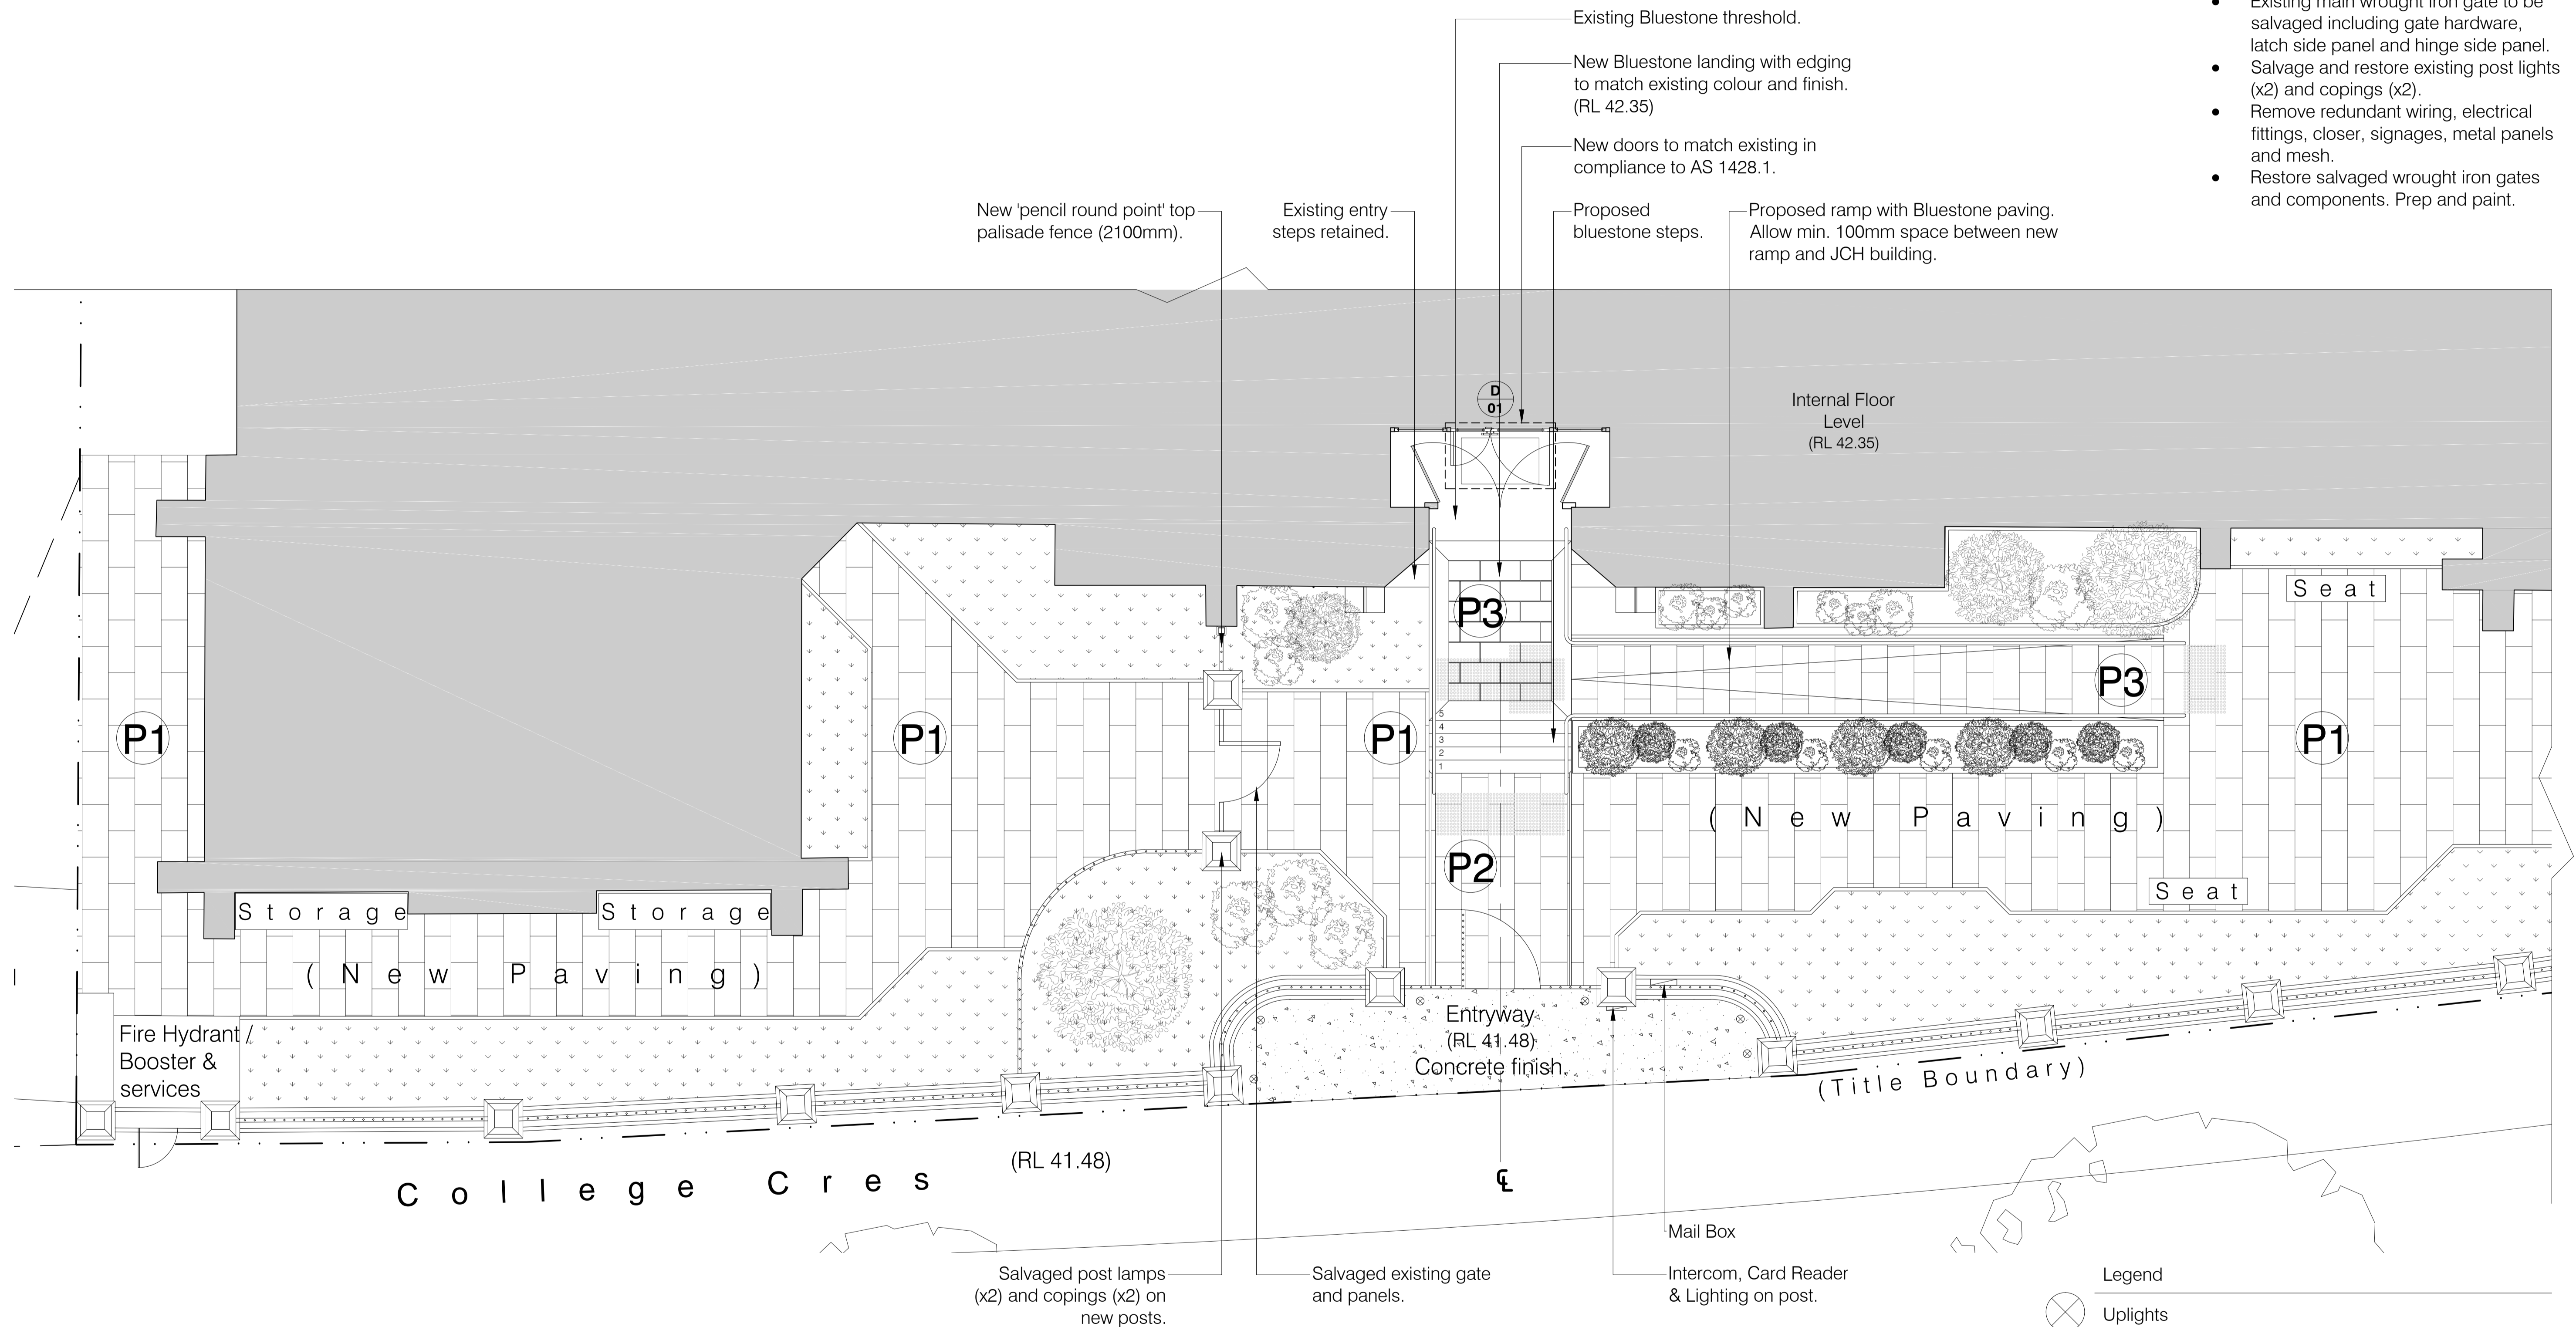 Existing main wrought iron gate to be
salvaged including gate hardware,
latch side panel and hinge side panel.
Salvage and restore existing post lights
(x2) and copings (x2).
Remove redundant wiring, electrical
fittings, closer, signages, metal panels
and mesh.
Restore salvaged wrought iron gates
and components. Prep and paint.
Existing Bluestone threshold.
New Bluestone landing with edging
to match existing colour and finish.
(RL 42.35)
New doors to match existing in
compliance to AS 1428.1.
New 'pencil round point' top
palisade fence (2100mm).
Existing entry
steps retained.
Proposed
bluestone steps.
Proposed ramp with Bluestone paving.
Allow min. 100mm space between new
ramp and JCH building.
D
01
Internal Floor
Level
(RL 42.35)
Seat
P3
P3
P1
P1
P1
P1
5
4
3
2
1
(New Paving)
P2
Seat
Storage
Storage
(New Paving)
Fire Hydrant /
Booster &
services
Entryway
(RL 41.48)
Concrete finish.
(Title Boundary)
(RL 41.48)
College Cres
℄
Mail Box
Salvaged post lamps
(x2) and copings (x2) on
new posts.
Salvaged existing gate
and panels.
Intercom, Card Reader
& Lighting on post.
Legend
Uplights